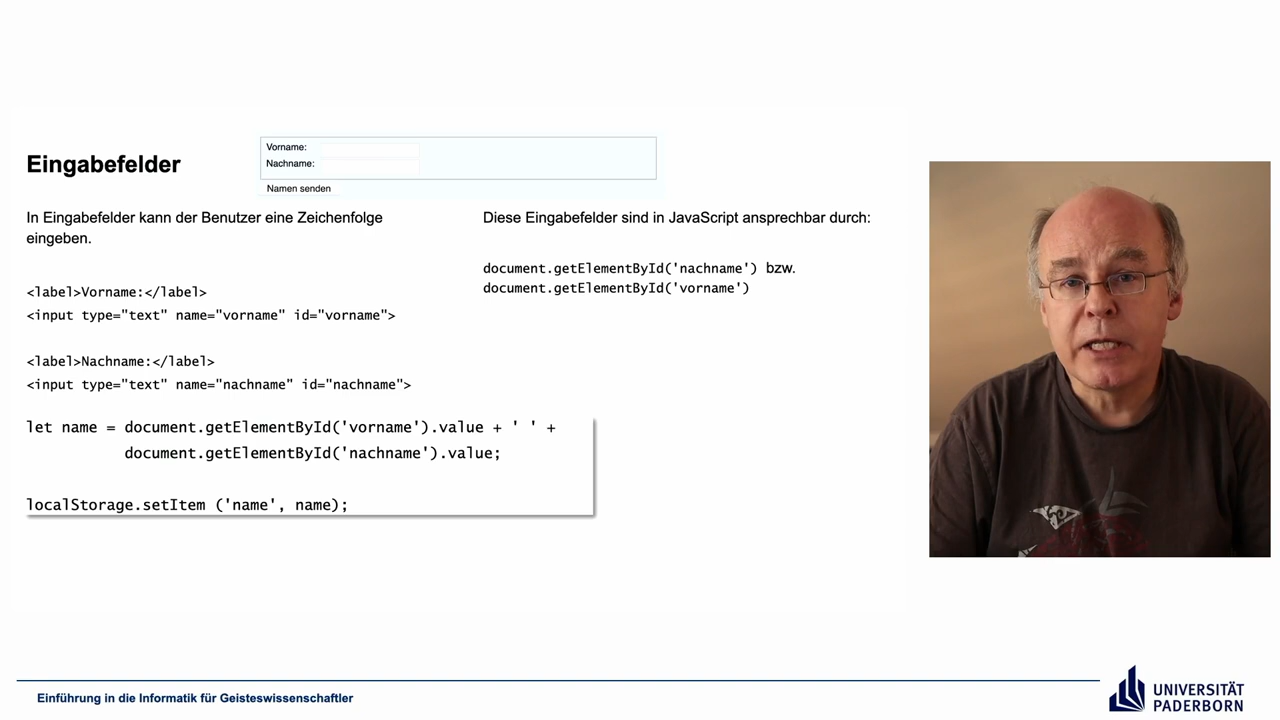 Eingabefelder
Vorname:
Nachname:
Namen senden
In Eingabefelder kann der Benutzer eine Zeichenfolge
eingeben.
<label>Vorname:</label>
<input type="text" name="vorname" id="vorname">
<label>Nachname:</label>
<input type="text" name="nachname" id="nachname">
Diese Eingabefelder sind in JavaScript ansprechbar durch:
document.getElementById('nachname') bzw.
document.getElementById('vorname')
let name = document.getElementById('vorname').value + ' ' +
document.getElementById('nachname').value;
localStorage.setItem ('name', name);
Einführung in die Informatik für Geisteswissenschaftler
UNIVERSITÄT
PADERBORN